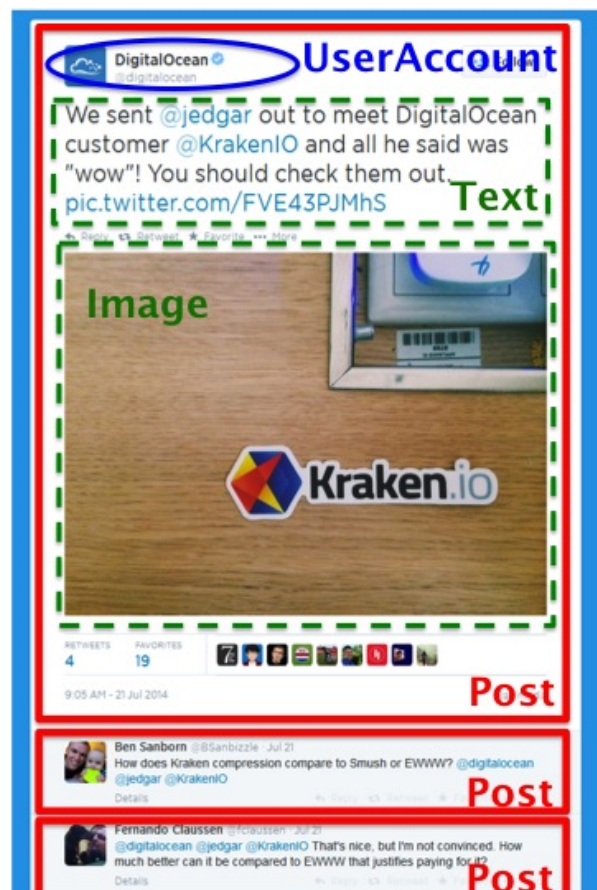 DigitalOcean
@digitalocean
UserAccount
We sent @jedgar out to meet DigitalOcean
customer @KrakenIO and all he said was
"wow"! You should check them out.
pic.twitter.com/FVE43PJMhS
Text
Reply Retweet Favorite More
Image
Kraken.io
RETWEETS FAVORITES
4 19
9:05 AM - 21 Jul 2014
Post
Ben Sanborn @BSanbizzle · Jul 21
How does Kraken compression compare to Smush or EWWW? @digitalocean
@jedgar @KrakenIO
Details Reply Retweet
Post
Fernando Claussen @fclaussen · Jul 21
@digitalocean @jedgar @KrakenIO That's nice, but I'm not convinced. How
much better can it be compared to EWWW that justifies paying for it?
Details Reply Retweet
Post